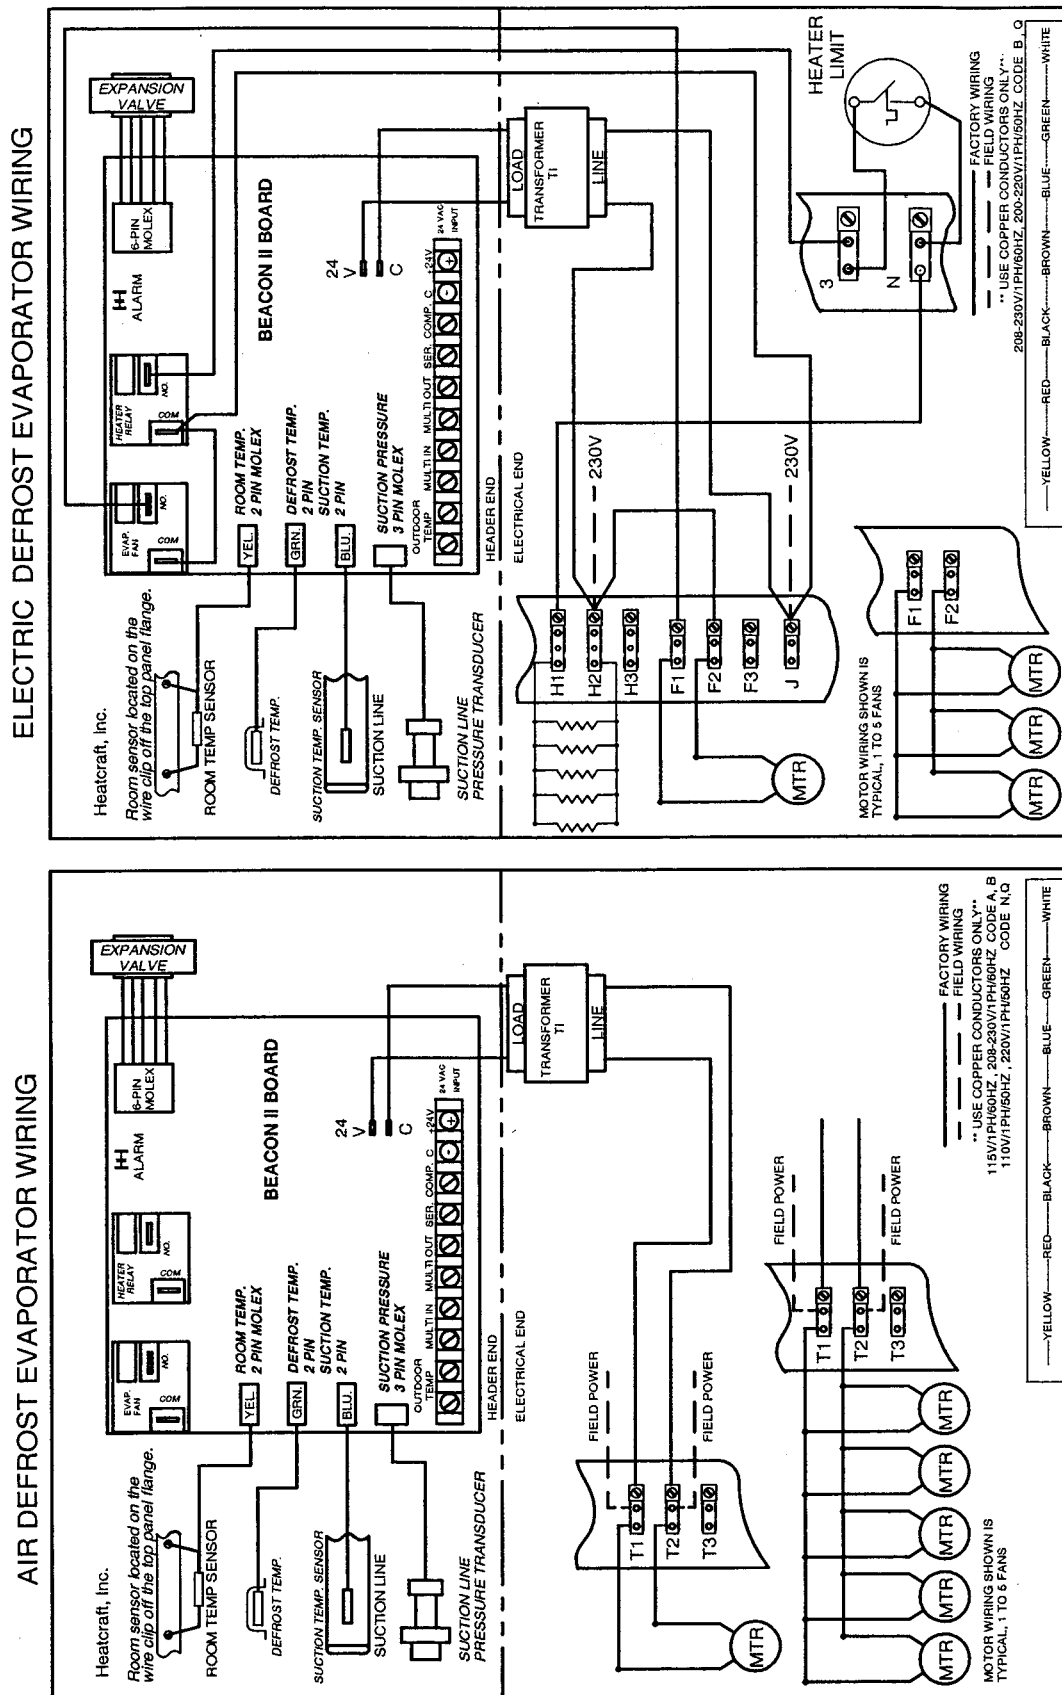 AIR DEFROST EVAPORATOR WIRING
Heatcraft, Inc.
Room sensor located on the
wire clip off the top panel flange.
ROOM TEMP SENSOR
DEFROST TEMP.
SUCTION TEMP. SENSOR
SUCTION LINE
SUCTION LINE
PRESSURE TRANSDUCER
EVAP.
FAN
COM
NO.
HEATER
RELAY
COM
NO.
ALARM
6-PIN
MOLEX
EXPANSION
VALVE
YEL.
ROOM TEMP.
2 PIN MOLEX
GRN.
DEFROST TEMP.
2 PIN
BLU.
SUCTION TEMP.
2 PIN
SUCTION PRESSURE
3 PIN MOLEX
BEACON II BOARD
24
V
C
OUTDOOR
TEMP
MULTI IN
MULTI OUT
SER.
COMP.
C
+24V
24 VAC
INPUT
HEADER END
ELECTRICAL END
LOAD
TRANSFORMER
TI
LINE
FIELD POWER
FIELD POWER
T1
T2
T3
MTR
FIELD POWER
FIELD POWER
T1
T2
T3
MTR
MTR
MTR
MTR
MTR
MOTOR WIRING SHOWN IS
TYPICAL, 1 TO 5 FANS
FACTORY WIRING
FIELD WIRING
** USE COPPER CONDUCTORS ONLY**
115V/1PH/60HZ, 208-230V/1PH/60HZ CODE A, B
110V/1PH/50HZ, 220V/1PH/50HZ CODE N,Q
YELLOW RED BLACK BROWN BLUE GREEN WHITE
ELECTRIC DEFROST EVAPORATOR WIRING
Heatcraft, Inc.
Room sensor located on the
wire clip off the top panel flange.
ROOM TEMP SENSOR
DEFROST TEMP.
SUCTION TEMP. SENSOR
SUCTION LINE
SUCTION LINE
PRESSURE TRANSDUCER
EVAP.
FAN
COM
NO.
HEATER
RELAY
COM
NO.
ALARM
6-PIN
MOLEX
EXPANSION
VALVE
YEL.
ROOM TEMP.
2 PIN MOLEX
GRN.
DEFROST TEMP.
2 PIN
BLU.
SUCTION TEMP.
2 PIN
SUCTION PRESSURE
3 PIN MOLEX
BEACON II BOARD
24
V
C
OUTDOOR
TEMP
MULTI IN
MULTI OUT
SER.
COMP.
C
+24V
24 VAC
INPUT
HEADER END
ELECTRICAL END
LOAD
TRANSFORMER
TI
LINE
H1
H2
H3
F1
F2
F3
J
230V
230V
MTR
3
N
HEATER
LIMIT
MOTOR WIRING SHOWN IS
TYPICAL, 1 TO 5 FANS
F1
F2
MTR
MTR
MTR
FACTORY WIRING
FIELD WIRING
** USE COPPER CONDUCTORS ONLY**
208-230V/1PH/60HZ, 200-220V/1PH/50HZ CODE B, Q
YELLOW RED BLACK BROWN BLUE GREEN WHITE